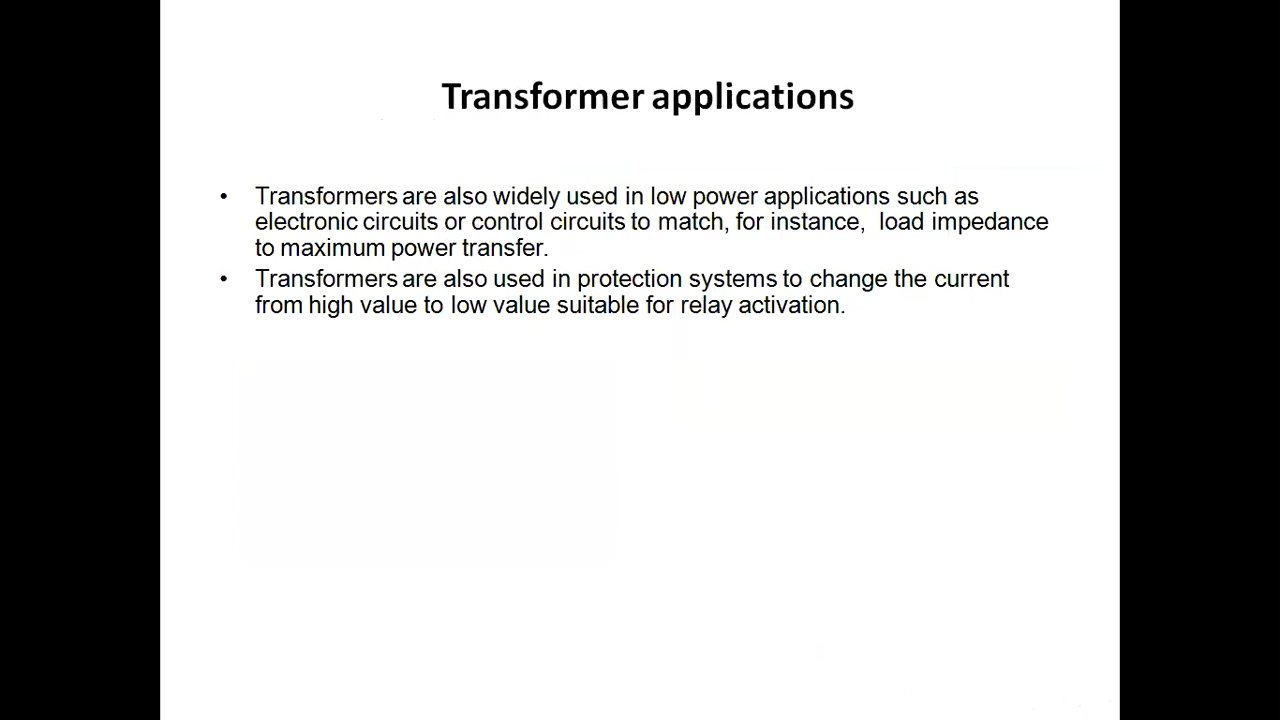 Transformer applications
• Transformers are also widely used in low power applications such as
electronic circuits or control circuits to match, for instance,  load impedance
to maximum power transfer.
• Transformers are also used in protection systems to change the current
from high value to low value suitable for relay activation.